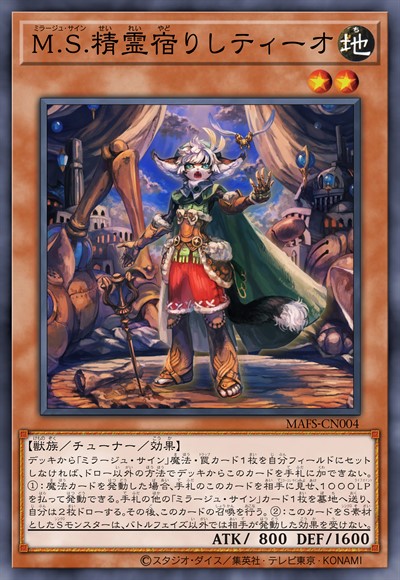 ミラージュ・サイン せいれい やど
M.S.精霊宿りしティーオ
地
MAFS-CN004
【獣族／チューナー／効果】
デッキから「ミラージュ・サイン」魔法・罠カード1枚を自分フィールドにセット
しなければ、ドロー以外の方法でデッキからこのカードを手札に加できない。
①：魔法カードを発動した場合、手札のこのカードを相手に見せ、1000LP
を払って発動できる。手札の他の「ミラージュ・サイン」カード1枚を墓地へ送り、
自分は2枚ドローする。その後、このカードの召喚を行う。②：このカードをS素材
としたSモンスターは、バトルフェイズ以外では相手が発動した効果を受けない。
ATK/ 800 DEF/1600
©スタジオ・ダイス／集英社・テレビ東京・KONAMI